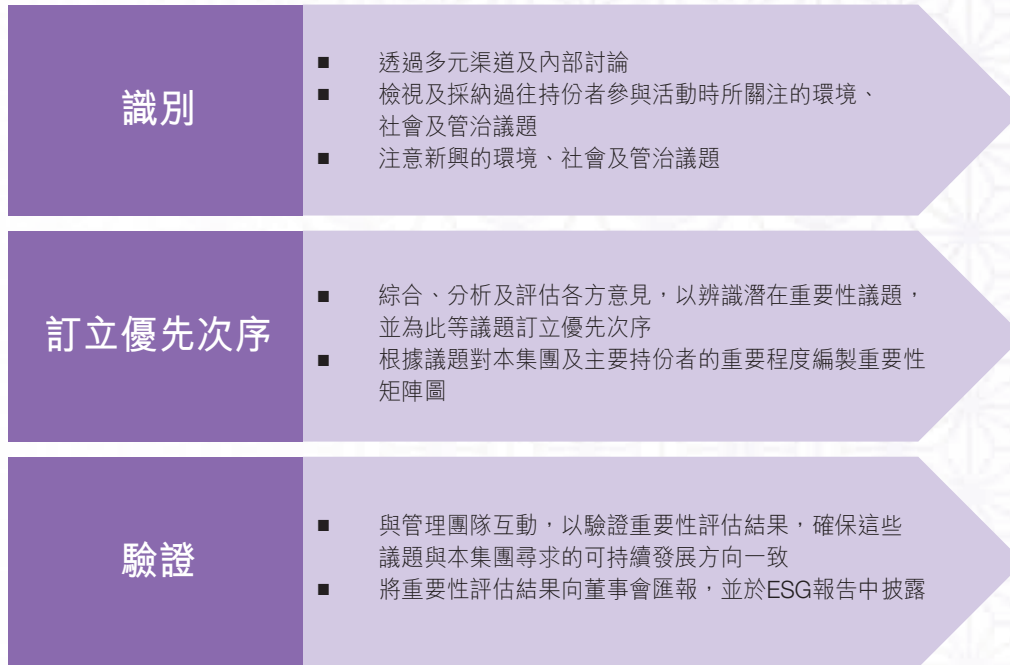 識別
■ 透過多元渠道及內部討論
■ 檢視及採納過往持份者參與活動時所關注的環境、
社會及管治議題
■ 注意新興的環境、社會及管治議題
訂立優先次序
■ 綜合、分析及評估各方意見，以辨識潛在重要性議題，
並為此等議題訂立優先次序
■ 根據議題對本集團及主要持份者的重要程度編製重要性
矩陣圖
驗證
■ 與管理團隊互動，以驗證重要性評估結果，確保這些
議題與本集團尋求的可持續發展方向一致
■ 將重要性評估結果向董事會匯報，並於ESG報告中披露